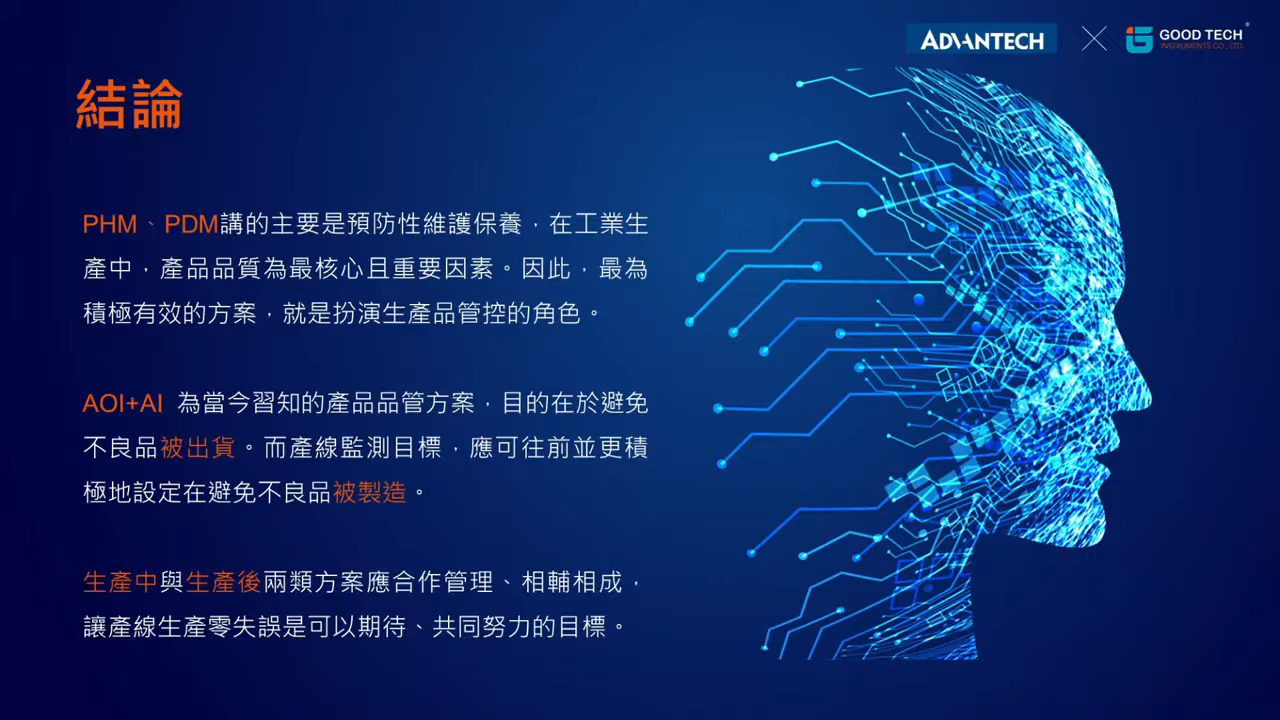 ADVANTECH
GOOD TECH
INSTRUMENTS CO., LTD.
結論
PHM、PDM講的主要是預防性維護保養，在工業生
產中，產品品質為最核心且重要因素。因此，最為
積極有效的方案，就是扮演生產品管控的角色。
AOI+AI 為當今習知的產品品管方案，目的在於避免
不良品被出貨。而產線監測目標，應可往前並更積
極地設定在避免不良品被製造。
生產中與生產後兩類方案應合作管理、相輔相成，
讓產線生產零失誤是可以期待、共同努力的目標。